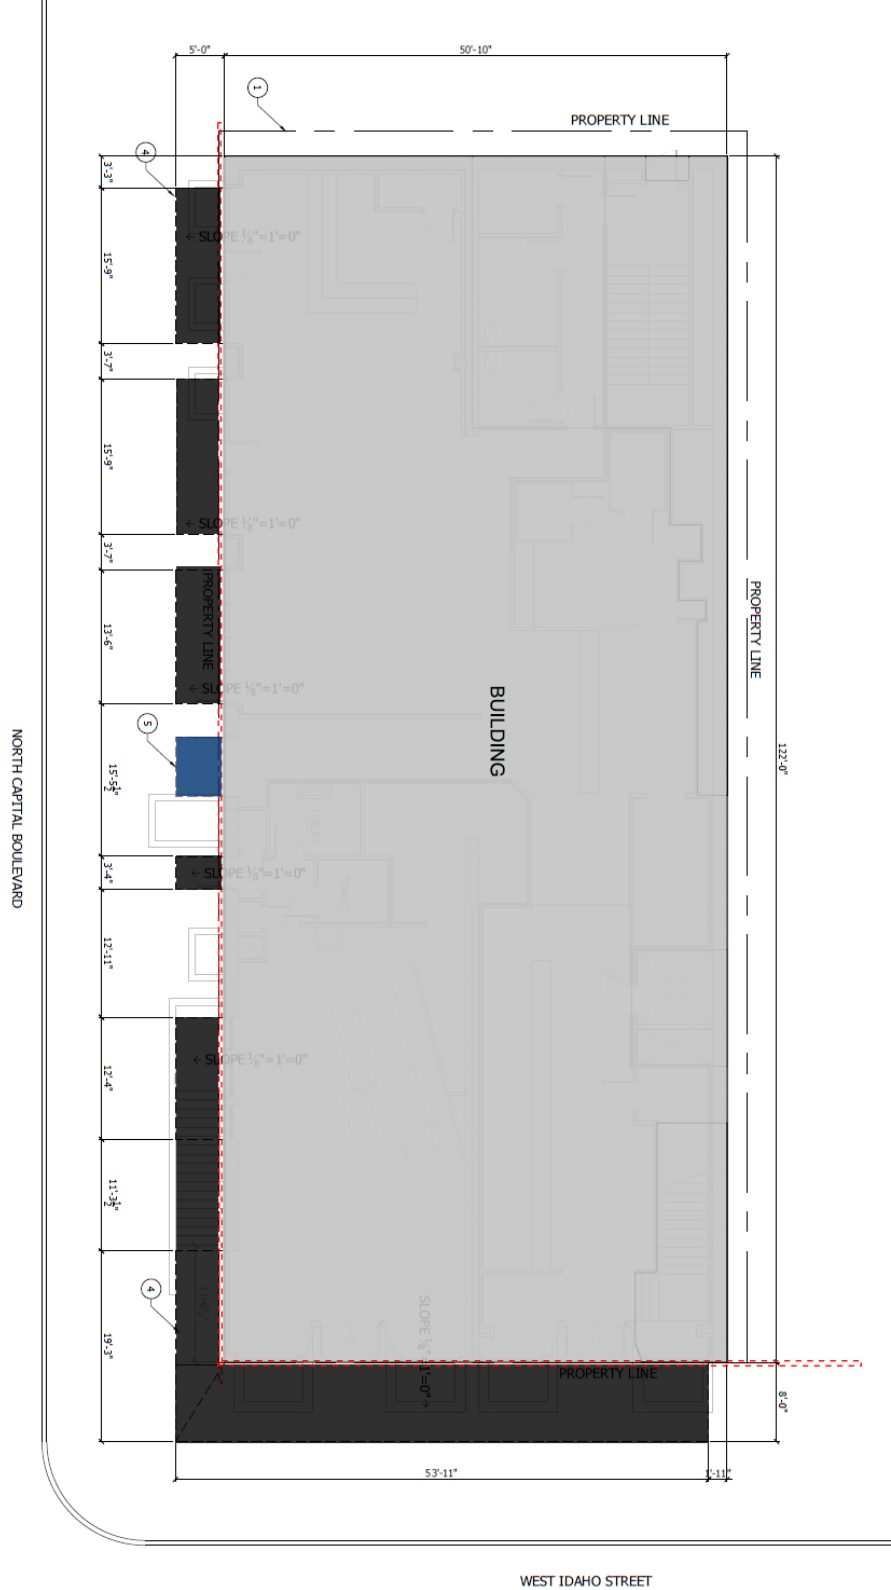 5'-0"
50'-10"
1
PROPERTY LINE
4
3'-3"
← SLOPE ⅛"=1'=0"
15'-9"
3'-7"
15'-9"
← SLOPE ⅛"=1'=0"
3'-7"
PROPERTY LINE
PROPERTY LINE
13'-6"
← SLOPE ⅛"=1'=0"
BUILDING
5
NORTH CAPITAL BOULEVARD
15'-5½"
122'-0"
TOILET
← SLOPE ⅛"=1'=0"
3'-4"
TOILET
12'-11"
← SLOPE ⅛"=1'=0"
12'-4"
11'-3½"
4
SLOPE ⅛"=1'=0" →
19'-3"
PROPERTY LINE
8'-0"
53'-11"
1'-11"
WEST IDAHO STREET